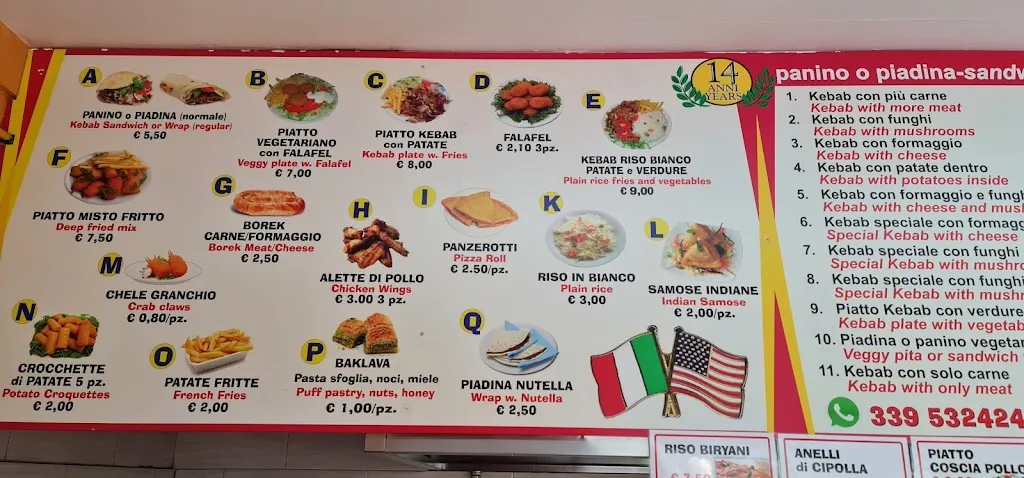 A
PANINO o PIADINA (normale)
Kebab Sandwich or Wrap (regular)
€ 5,50
B
PIATTO
VEGETARIANO
con FALAFEL
Veggy plate w. Falafel
€ 7,00
C
PIATTO KEBAB
con PATATE
Kebab plate w. Fries
€ 8,00
D
FALAFEL
€ 2,10 3pz.
E
KEBAB RISO BIANCO
PATATE e VERDURE
Plain rice fries and vegetables
€ 9,00
F
PIATTO MISTO FRITTO
Deep fried mix
€ 7,50
G
BOREK
CARNE/FORMAGGIO
Borek Meat/Cheese
€ 2,50
H
ALETTE DI POLLO
Chicken Wings
€ 3.00 3 pz.
I
PANZEROTTI
Pizza Roll
€ 2.50/pz.
K
RISO IN BIANCO
Plain rice
€ 3,00
L
SAMOSE INDIANE
Indian Samose
€ 2,00/pz.
M
CHELE GRANCHIO
Crab claws
€ 0,80/pz.
N
CROCCHETTE
di PATATE 5 pz.
Potato Croquettes
€ 2,00
O
PATATE FRITTE
French Fries
€ 2,00
P
BAKLAVA
Pasta sfoglia, noci, miele
Puff pastry, nuts, honey
€ 1,00/pz.
Q
PIADINA NUTELLA
Wrap w. Nutella
€ 2,50
14
ANNI
YEARS
panino o piadina-sandw
1. Kebab con più carne
Kebab with more meat
2. Kebab con funghi
Kebab with mushrooms
3. Kebab con formaggio
Kebab with cheese
4. Kebab con patate dentro
Kebab with potatoes inside
5. Kebab con formaggio e fungh
Kebab with cheese and mush
6. Kebab speciale con formagg
Special Kebab with cheese
7. Kebab speciale con funghi
Special Kebab with mushro
8. Kebab speciale con funghi
Special Kebab with mushr
9. Piatto Kebab con verdure
Kebab plate with vegetab
10. Piadina o panino vegetar
Veggy pita or sandwich
11. Kebab con solo carne
Kebab with only meat
339 532424
RISO BIRYANI
€ 7,50
ANELLI
di CIPOLLA
PIATTO
COSCIA POLLO